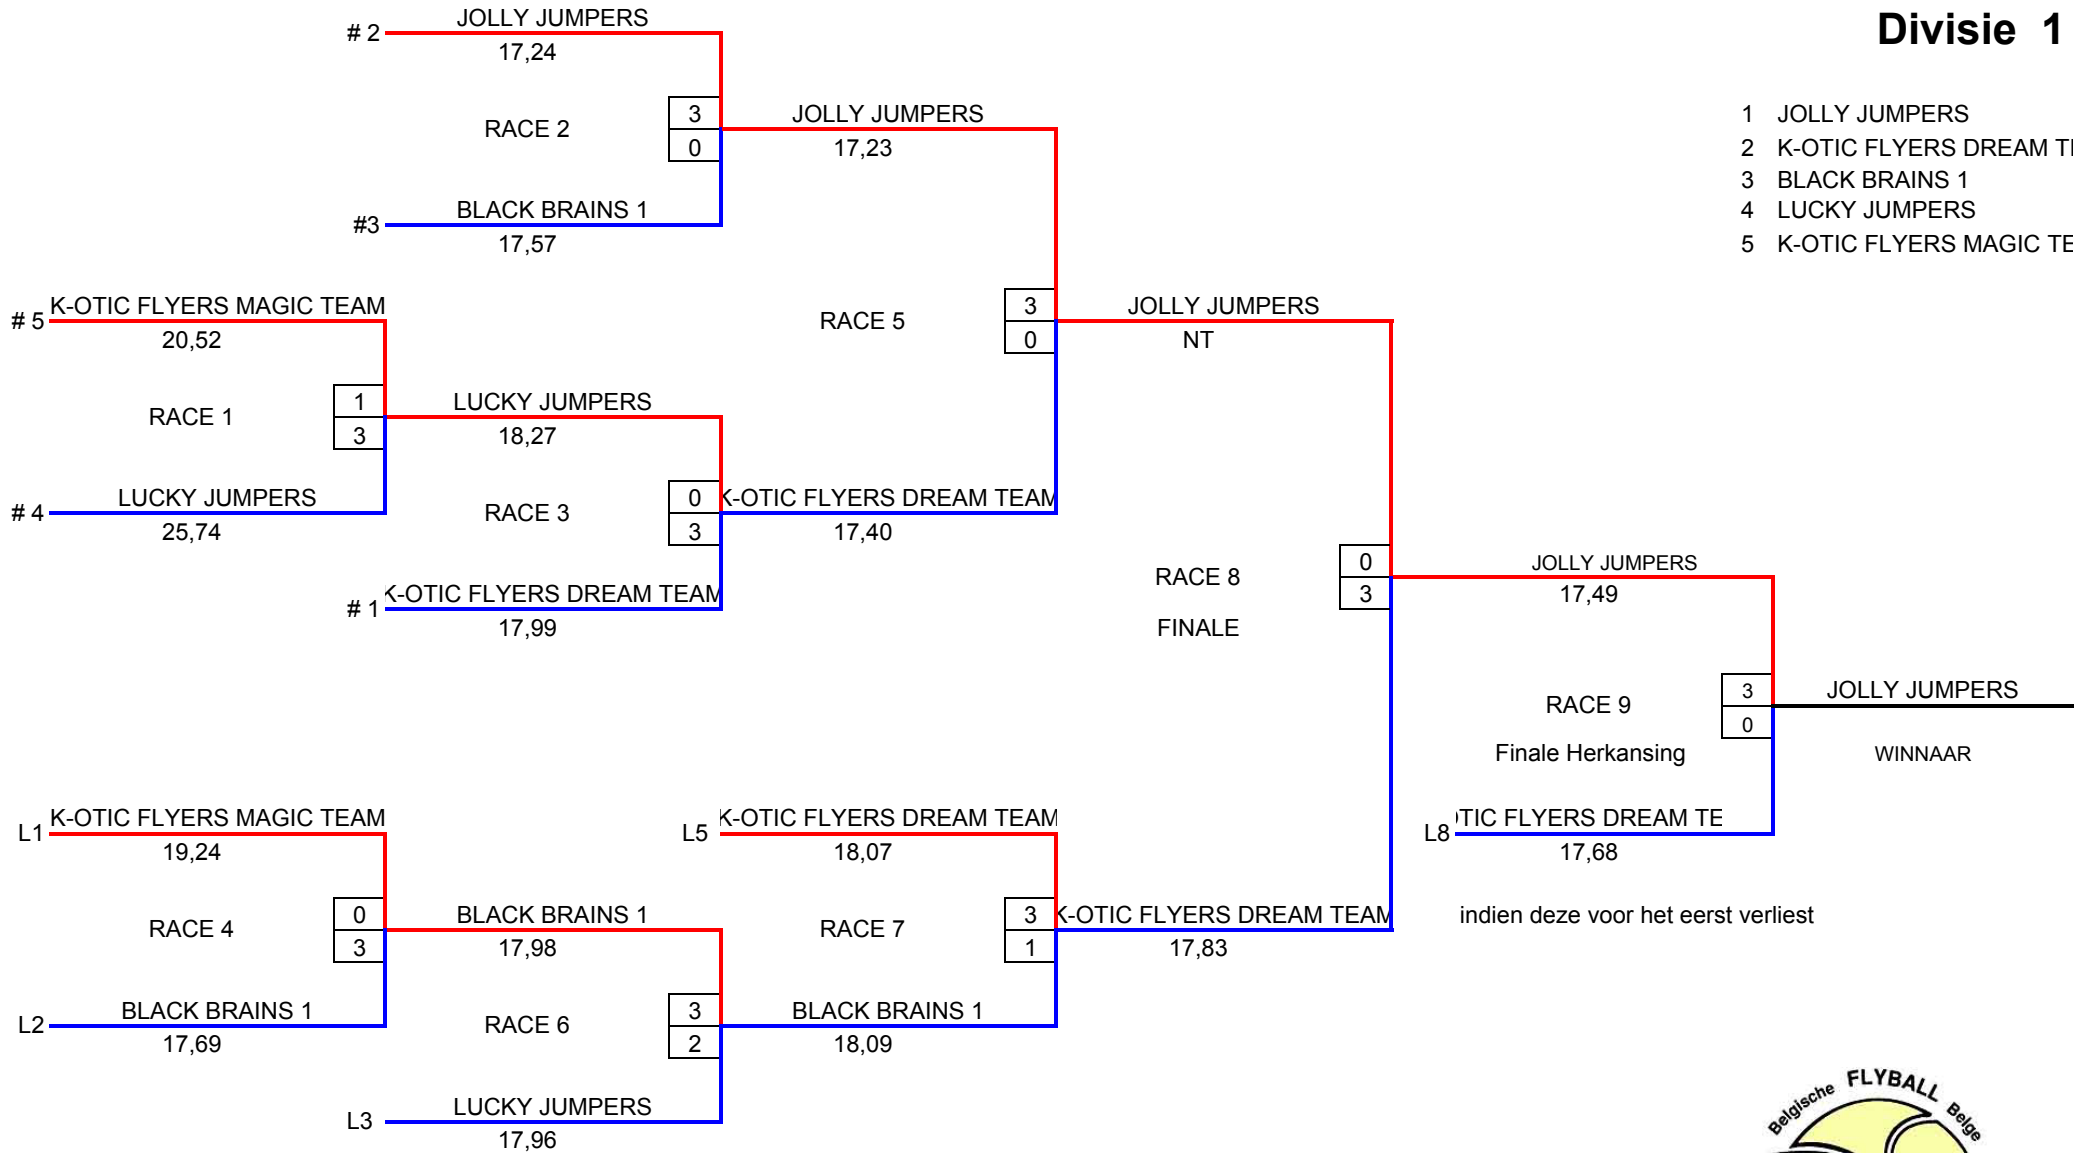 Divisie 1
1 JOLLY JUMPERS
2 K-OTIC FLYERS DREAM T
3 BLACK BRAINS 1
4 LUCKY JUMPERS
5 K-OTIC FLYERS MAGIC TE
# 2 JOLLY JUMPERS
17,24
RACE 2
3
0
#3 BLACK BRAINS 1
17,57
JOLLY JUMPERS
17,23
# 5 K-OTIC FLYERS MAGIC TEAM
20,52
RACE 1
1
3
# 4 LUCKY JUMPERS
25,74
LUCKY JUMPERS
18,27
RACE 3
0
3
# 1 K-OTIC FLYERS DREAM TEAM
17,99
RACE 5
3
0
K-OTIC FLYERS DREAM TEAM
17,40
JOLLY JUMPERS
NT
RACE 8
FINALE
0
3
JOLLY JUMPERS
17,49
RACE 9
Finale Herkansing
3
0
JOLLY JUMPERS
WINNAAR
L8 OTIC FLYERS DREAM TE
17,68
indien deze voor het eerst verliest
L1 K-OTIC FLYERS MAGIC TEAM
19,24
RACE 4
0
3
L2 BLACK BRAINS 1
17,69
BLACK BRAINS 1
17,98
RACE 6
3
2
L3 LUCKY JUMPERS
17,96
L5 K-OTIC FLYERS DREAM TEAM
18,07
RACE 7
3
1
BLACK BRAINS 1
18,09
K-OTIC FLYERS DREAM TEAM
17,83
Belgische FLYBALL Belge